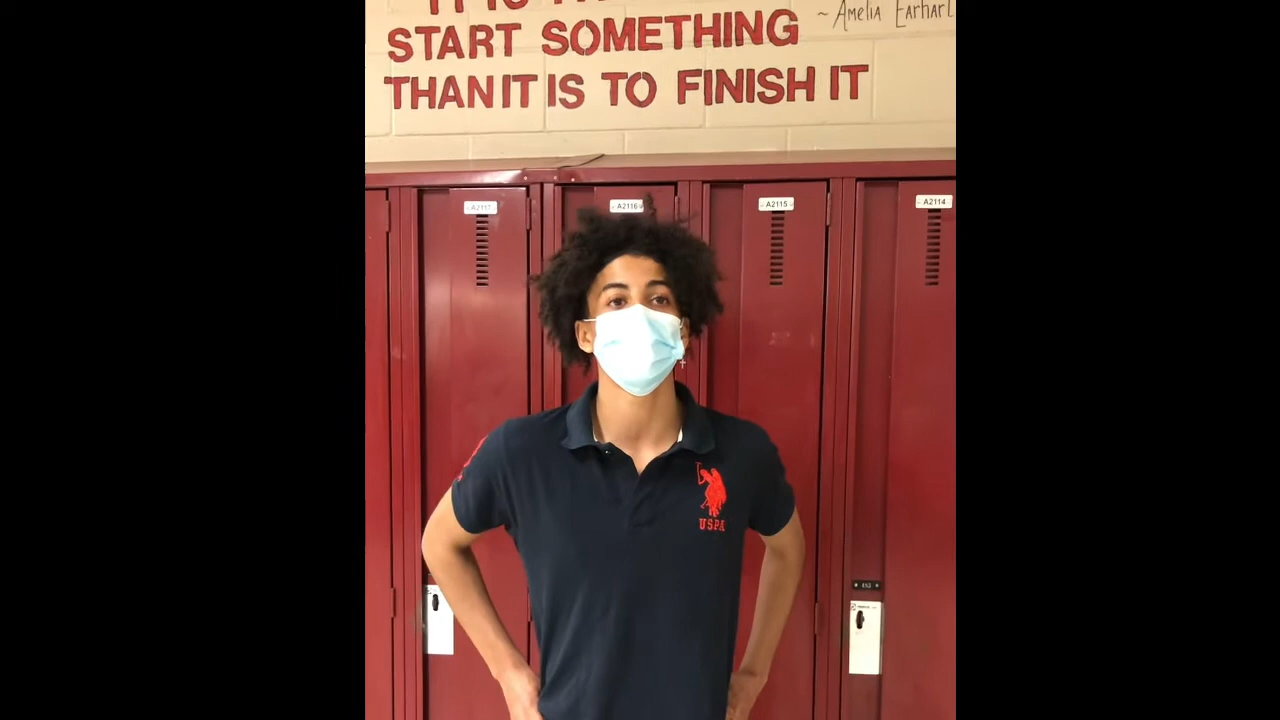 START SOMETHING
THAN IT IS TO FINISH IT
~ Amelia Earhart
A2117
A2116
A2115
A2114
USPA